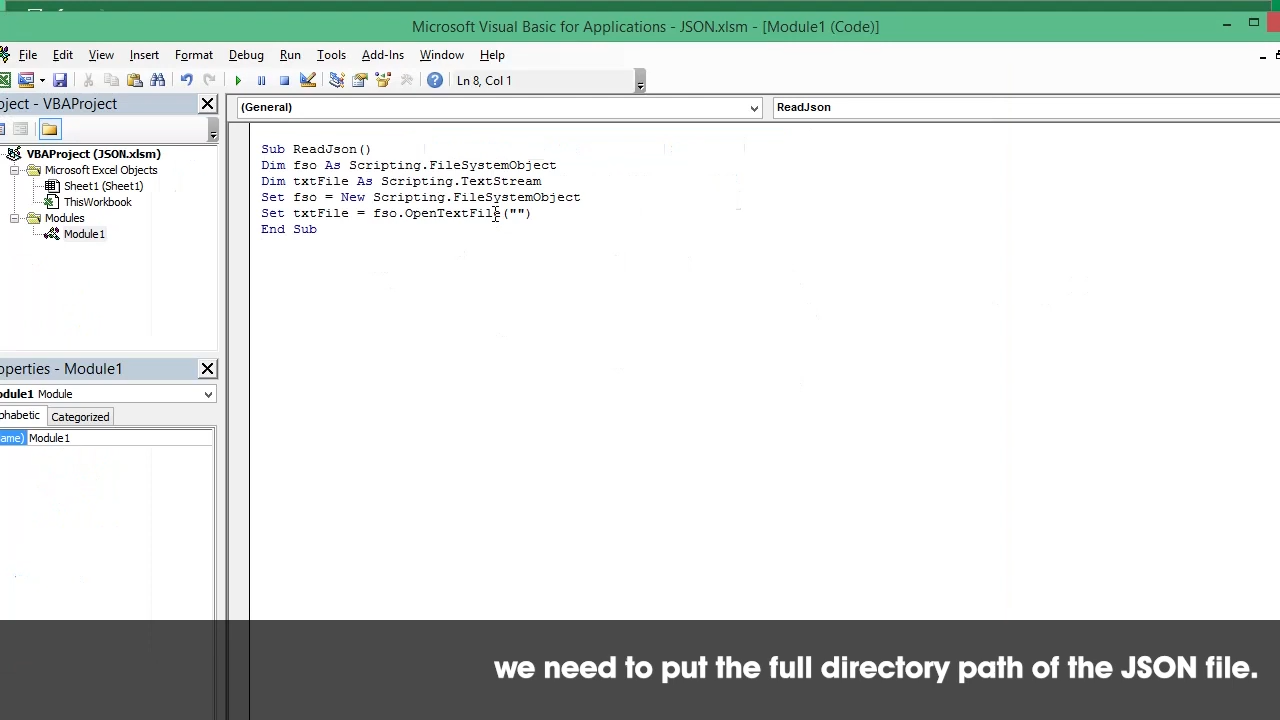 Microsoft Visual Basic for Applications - JSON.xlsm - [Module1 (Code)]
File Edit View Insert Format Debug Run Tools Add-Ins Window Help
Ln 8, Col 1
oject - VBAProject
(General)
ReadJson
VBAProject (JSON.xlsm)
Microsoft Excel Objects
Sheet1 (Sheet1)
ThisWorkbook
Modules
Module1
Sub ReadJson()
Dim fso As Scripting.FileSystemObject
Dim txtFile As Scripting.TextStream
Set fso = New Scripting.FileSystemObject
Set txtFile = fso.OpenTextFile("")
End Sub
operties - Module1
odule1 Module
phabetic Categorized
ame) Module1
we need to put the full directory path of the JSON file.